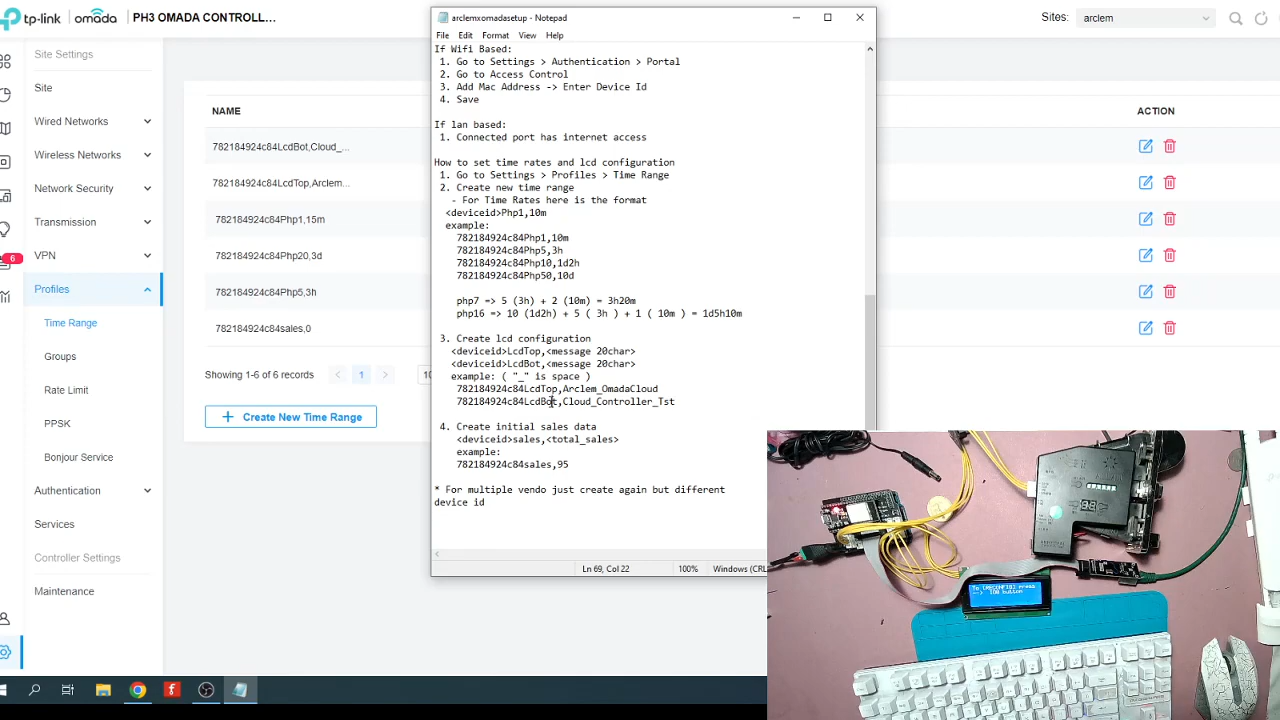 tp-link omada PH3 OMADA CONTROLL...
Sites: arclem
Site Settings
Site
Wired Networks
Wireless Networks
Network Security
Transmission
VPN
6
Profiles
Time Range
Groups
Rate Limit
PPSK
Bonjour Service
Authentication
Services
Controller Settings
Maintenance
NAME
ACTION
782184924c84LcdBot,Cloud_...
782184924c84LcdTop,Arclem...
782184924c84Php1,15m
782184924c84Php20,3d
782184924c84Php5,3h
782184924c84sales,0
Showing 1-6 of 6 records < 1 > 10
+ Create New Time Range
arclemxomadasetup - Notepad
File Edit Format View Help
If Wifi Based:
1. Go to Settings > Authentication > Portal
2. Go to Access Control
3. Add Mac Address -> Enter Device Id
4. Save
If lan based:
1. Connected port has internet access
How to set time rates and lcd configuration
1. Go to Settings > Profiles > Time Range
2. Create new time range
- For Time Rates here is the format
<deviceid>Php1,10m
example:
782184924c84Php1,10m
782184924c84Php5,3h
782184924c84Php10,1d2h
782184924c84Php50,10d
php7 => 5 (3h) + 2 (10m) = 3h20m
php16 => 10 (1d2h) + 5 ( 3h ) + 1 ( 10m ) = 1d5h10m
3. Create lcd configuration
<deviceid>LcdTop,<message 20char>
<deviceid>LcdBot,<message 20char>
example: ( "_" is space )
782184924c84LcdTop,Arclem_OmadaCloud
782184924c84LcdBot,Cloud_Controller_Tst
4. Create initial sales data
<deviceid>sales,<total_sales>
example:
782184924c84sales,95
* For multiple vendo just create again but different
device id
Ln 69, Col 22 100% Windows (CRL
To [RECONFIG] press
--> IO0 button